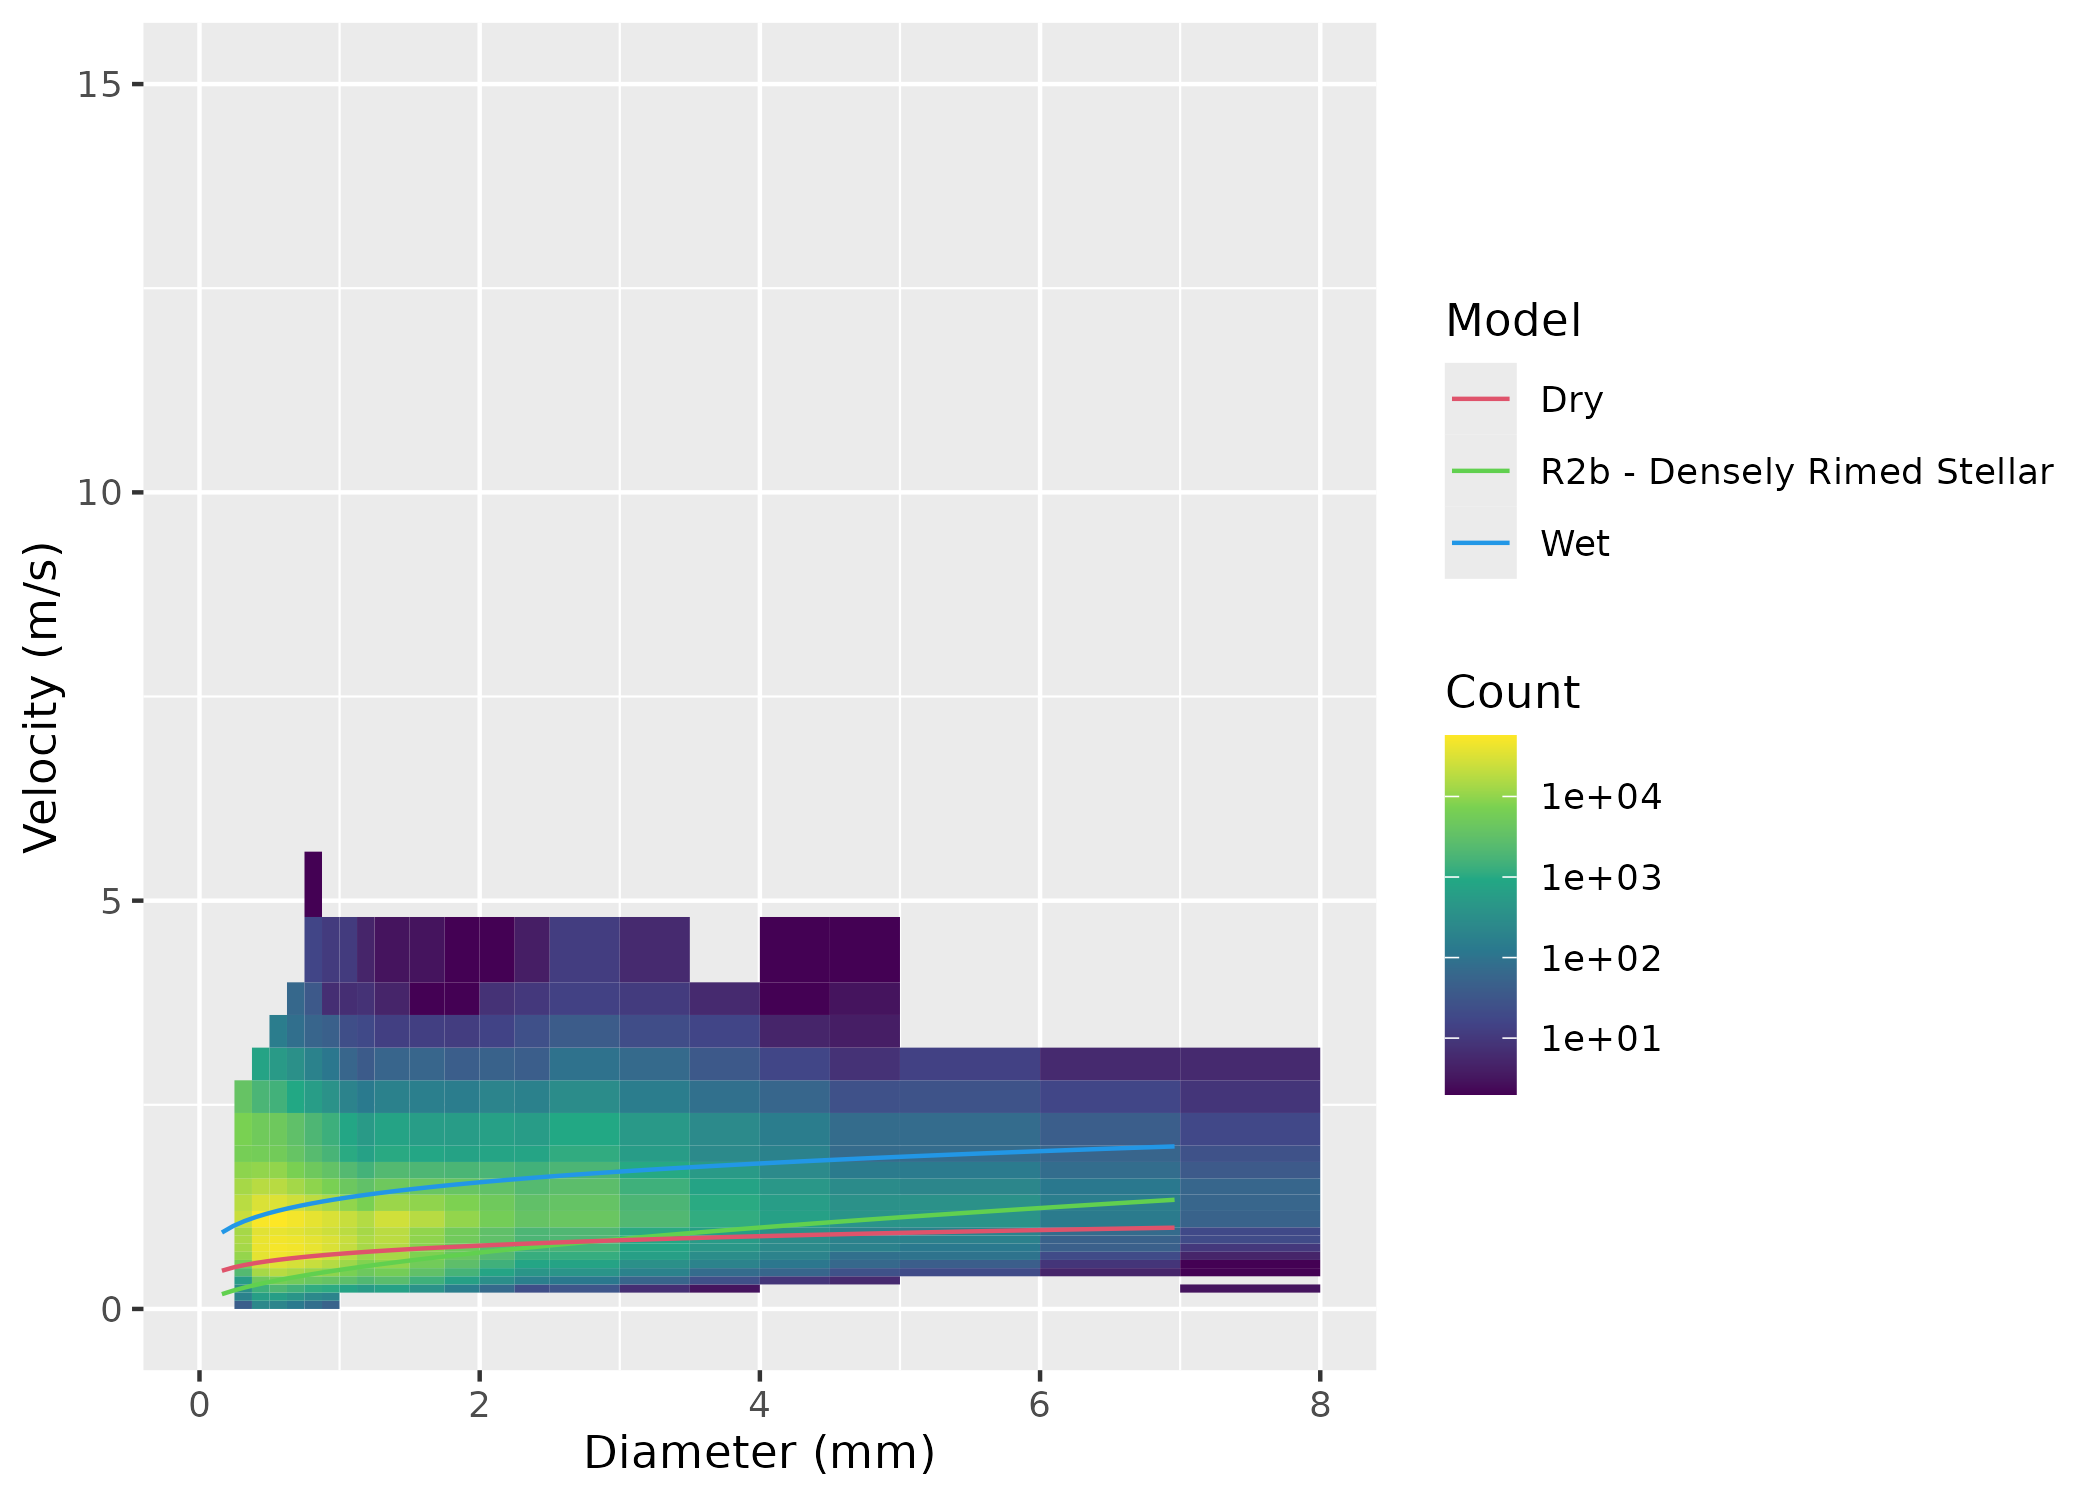 15
10
5
0
0 2 4 6 8
Diameter (mm)
Velocity (m/s)
Model
Dry
R2b - Densely Rimed Stellar
Wet
Count
1e+04
1e+03
1e+02
1e+01